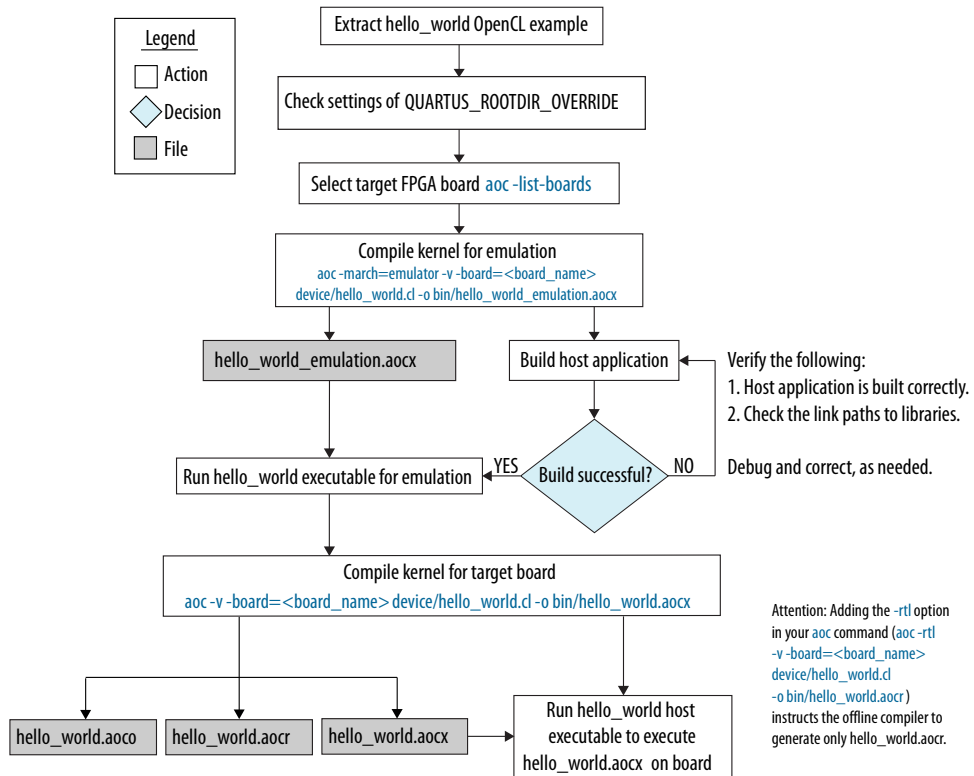 Legend
Action
Decision
File
Extract hello_world OpenCL example
Check settings of QUARTUS_ROOTDIR_OVERRIDE
Select target FPGA board aoc -list-boards
Compile kernel for emulation
aoc -march=emulator -v -board=<board_name>
device/hello_world.cl -o bin/hello_world_emulation.aocx
hello_world_emulation.aocx
Build host application
Verify the following:
1. Host application is built correctly.
2. Check the link paths to libraries.
Debug and correct, as needed.
Run hello_world executable for emulation
YES
Build successful?
NO
Compile kernel for target board
aoc -v -board=<board_name> device/hello_world.cl -o bin/hello_world.aocx
Attention: Adding the -rtl option
in your aoc command (aoc -rtl
-v -board=<board_name>
device/hello_world.cl
-o bin/hello_world.aocr )
instructs the offline compiler to
generate only hello_world.aocr.
hello_world.aoco
hello_world.aocr
hello_world.aocx
Run hello_world host
executable to execute
hello_world.aocx on board